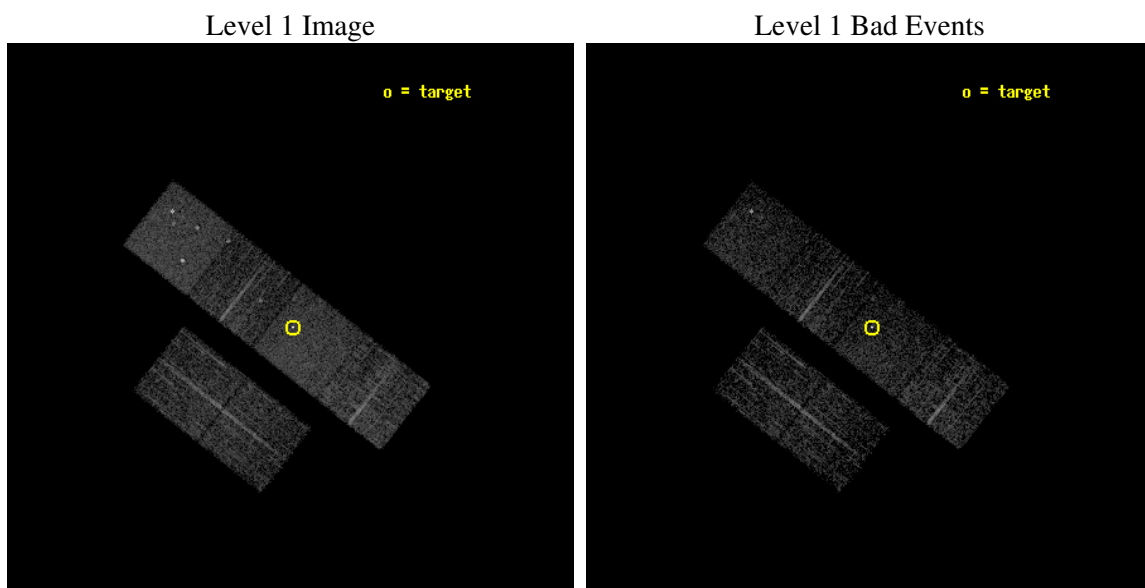 Level 1 Image
Level 1 Bad Events
o = target
o = target